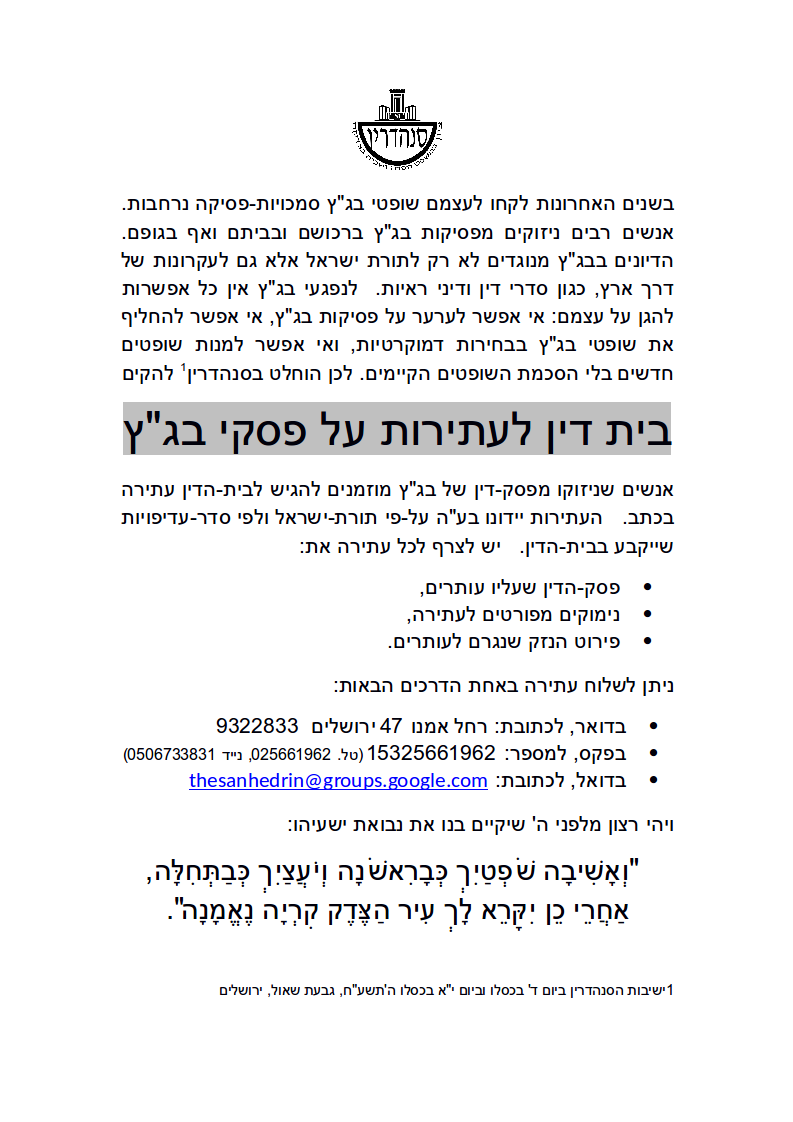 סנהדרין
בשנים האחרונות לקחו לעצמם שופטי בג"ץ סמכויות-פסיקה נרחבות.
אנשים רבים ניזוקים מפסיקות בג"ץ ברכושם ובביתם ואף בגופם.
הדיונים בבג"ץ מנוגדים לא רק לתורת ישראל אלא גם לעקרונות של
דרך ארץ, כגון סדרי דין ודיני ראיות. לנפגעי בג"ץ אין כל אפשרות
להגן על עצמם: אי אפשר לערער על פסיקות בג"ץ, אי אפשר להחליף
את שופטי בג"ץ בבחירות דמוקרטיות, ואי אפשר למנות שופטים
חדשים בלי הסכמת השופטים הקיימים. לכן הוחלט בסנהדרין1 להקים
בית דין לעתירות על פסקי בג"ץ
אנשים שניזוקו מפסק-דין של בג"ץ מוזמנים להגיש לבית-הדין עתירה
בכתב. העתירות יידונו בע"ה על-פי תורת-ישראל ולפי סדר-עדיפויות
שייקבע בבית-הדין. יש לצרף לכל עתירה את:
• פסק-הדין שעליו עותרים,
• נימוקים מפורטים לעתירה,
• פירוט הנזק שנגרם לעותרים.
ניתן לשלוח עתירה באחת הדרכים הבאות:
• בדואר, לכתובת: רחל אמנו 47 ירושלים 9322833
• בפקס, למספר: 15325661962 (טל. 025661962, נייד 0506733831)
• בדואל, לכתובת: thesanhedrin@groups.google.com
ויהי רצון מלפני ה' שיקיים בנו את נבואת ישעיהו:
"וְאָשִׁיבָה שֹׁפְטַיִךְ כְּבָרִאשֹׁנָה וְיֹעֲצַיִךְ כְּבַתְּחִלָּה,
אַחֲרֵי כֵן יִקָּרֵא לָךְ עִיר הַצֶּדֶק קִרְיָה נֶאֱמָנָה".
1ישיבות הסנהדרין ביום ד' בכסלו וביום י"א בכסלו ה'תשע"ח, גבעת שאול, ירושלים